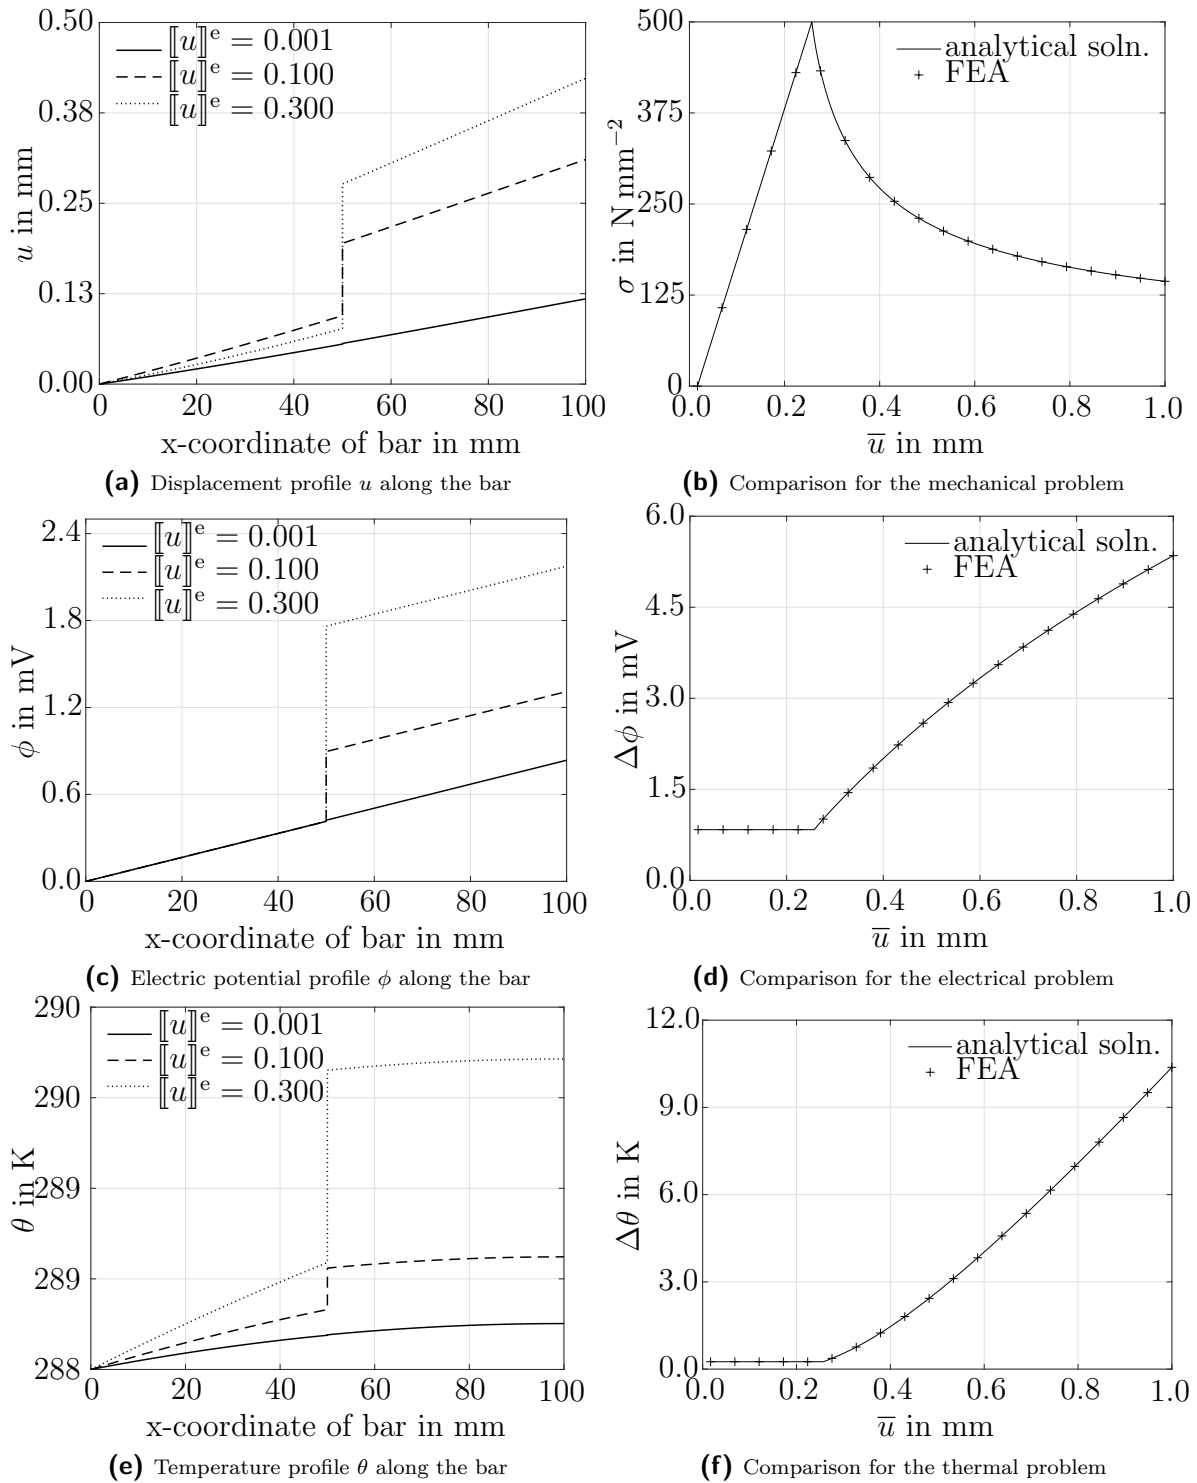 0.50
0.38
0.25
0.13
0.00
u in mm
⟦u⟧ᵉ = 0.001
⟦u⟧ᵉ = 0.100
⟦u⟧ᵉ = 0.300
0 20 40 60 80 100
x-coordinate of bar in mm
(a) Displacement profile u along the bar
500
375
250
125
0
σ in N mm⁻²
analytical soln.
FEA
0.0 0.2 0.4 0.6 0.8 1.0
u̅ in mm
(b) Comparison for the mechanical problem
2.4
1.8
1.2
0.6
0.0
ϕ in mV
⟦u⟧ᵉ = 0.001
⟦u⟧ᵉ = 0.100
⟦u⟧ᵉ = 0.300
0 20 40 60 80 100
x-coordinate of bar in mm
(c) Electric potential profile ϕ along the bar
6.0
4.5
3.0
1.5
0.0
Δϕ in mV
analytical soln.
FEA
0.0 0.2 0.4 0.6 0.8 1.0
u̅ in mm
(d) Comparison for the electrical problem
290
290
289
289
288
θ in K
⟦u⟧ᵉ = 0.001
⟦u⟧ᵉ = 0.100
⟦u⟧ᵉ = 0.300
0 20 40 60 80 100
x-coordinate of bar in mm
(e) Temperature profile θ along the bar
12.0
9.0
6.0
3.0
0.0
Δθ in K
analytical soln.
FEA
0.0 0.2 0.4 0.6 0.8 1.0
u̅ in mm
(f) Comparison for the thermal problem